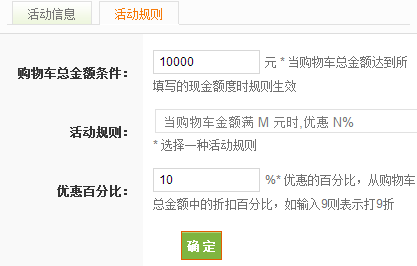 活动信息 活动规则
购物车总金额条件： 10000 元 * 当购物车总金额达到所
填写的现金额度时规则生效
活动规则： 当购物车金额满 M 元时,优惠 N%
* 选择一种活动规则
优惠百分比： 10 %* 优惠的百分比，从购物车
总金额中的折扣百分比，如输入9则表示打9折
确 定